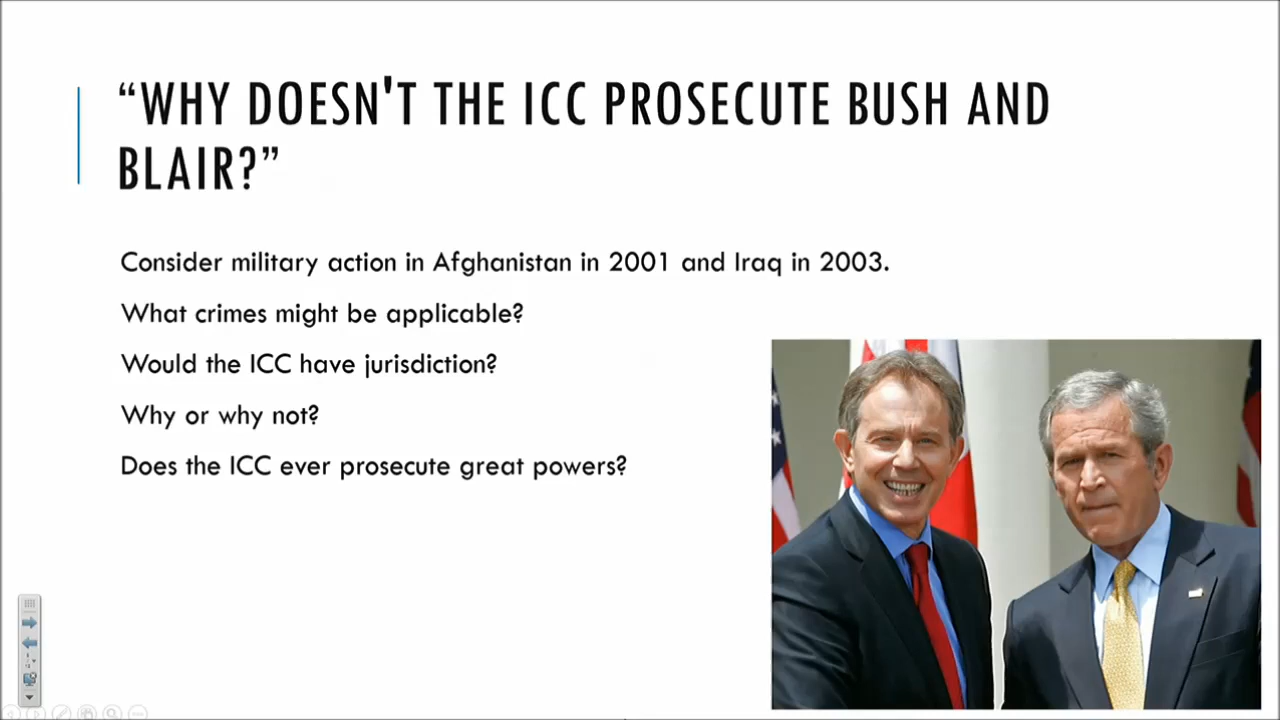 “WHY DOESN'T THE ICC PROSECUTE BUSH AND
BLAIR?”
Consider military action in Afghanistan in 2001 and Iraq in 2003.
What crimes might be applicable?
Would the ICC have jurisdiction?
Why or why not?
Does the ICC ever prosecute great powers?